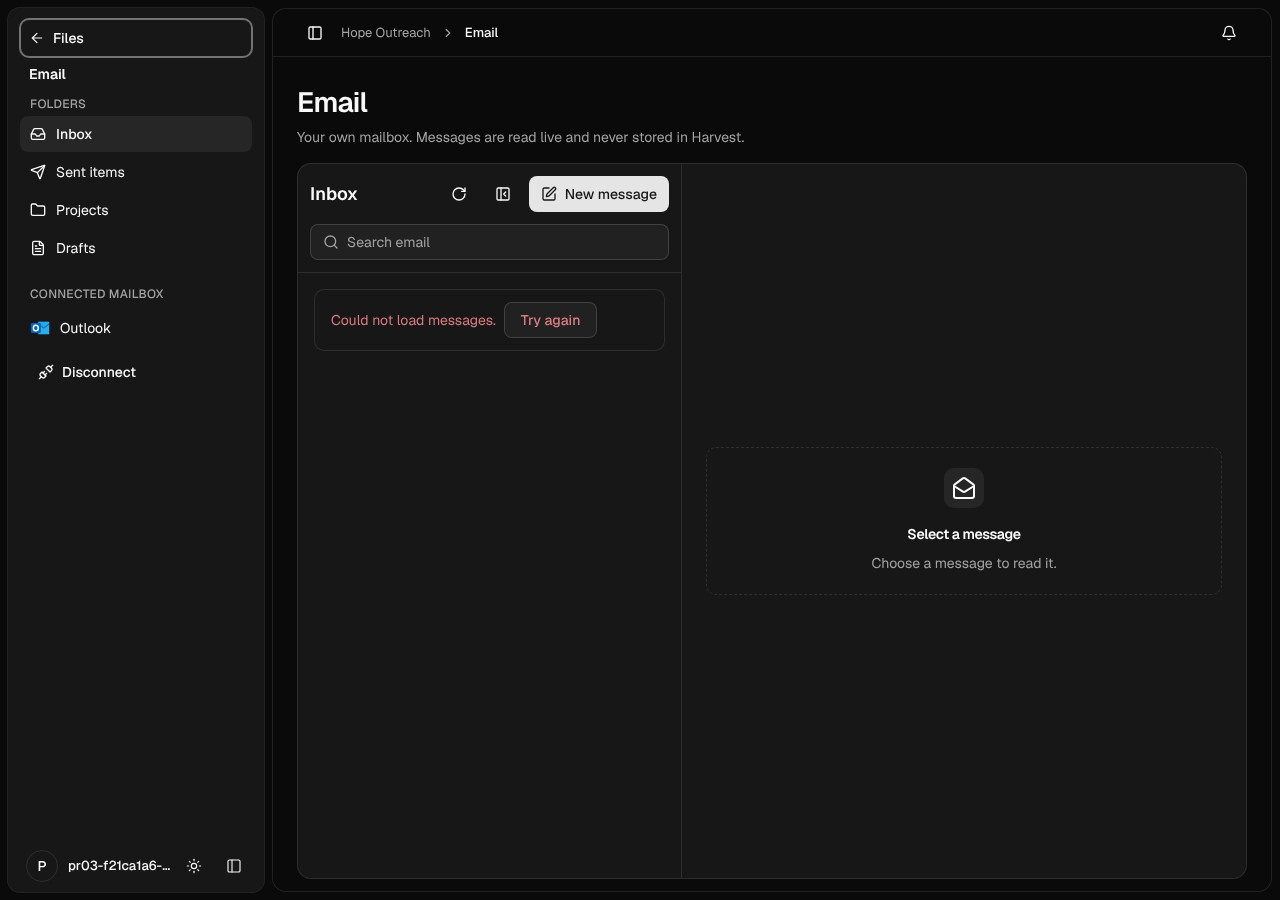 Files
Email
FOLDERS
Inbox
Sent items
Projects
Drafts
CONNECTED MAILBOX
Outlook
Disconnect
P
pr03-f21ca1a6-…
Hope Outreach
Email
Email
Your own mailbox. Messages are read live and never stored in Harvest.
Inbox
New message
Search email
Could not load messages.
Try again
Select a message
Choose a message to read it.